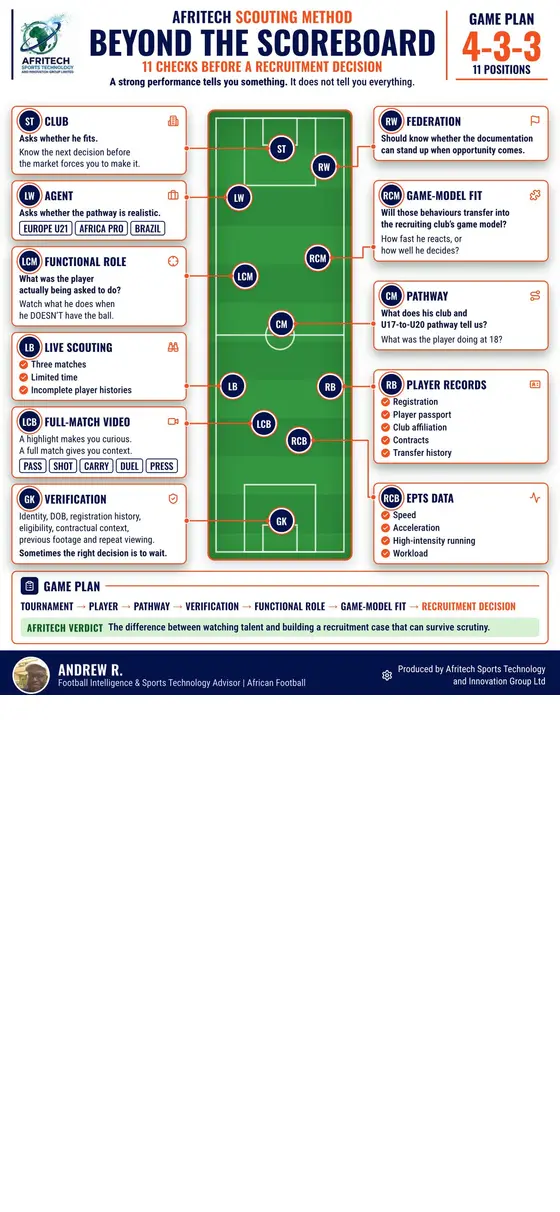 AFRITECH
SPORTS TECHNOLOGY
AND INNOVATION GROUP LIMITED
AFRITECH SCOUTING METHOD
BEYOND THE SCOREBOARD
11 CHECKS BEFORE A RECRUITMENT DECISION
A strong performance tells you something. It does not tell you everything.
GAME PLAN
4-3-3
11 POSITIONS
ST CLUB
Asks whether he fits.
Know the next decision before
the market forces you to make it.
LW AGENT
Asks whether the pathway is realistic.
EUROPE U21 AFRICA PRO BRAZIL
LCM FUNCTIONAL ROLE
What was the player
actually being asked to do?
Watch what he does when
he DOESN'T have the ball.
LB LIVE SCOUTING
Three matches
Limited time
Incomplete player histories
LCB FULL-MATCH VIDEO
A highlight makes you curious.
A full match gives you context.
PASS SHOT CARRY DUEL PRESS
GK VERIFICATION
Identity, DOB, registration history,
eligibility, contractual context,
previous footage and repeat viewing.
Sometimes the right decision is to wait.
ST
RW
LW
RCM
LCM
CM
LB
RB
LCB
RCB
GK
RW FEDERATION
Should know whether the documentation
can stand up when opportunity comes.
RCM GAME-MODEL FIT
Will those behaviours transfer into
the recruiting club's game model?
How fast he reacts, or
how well he decides?
CM PATHWAY
What does his club and
U17-to-U20 pathway tell us?
What was the player doing at 18?
RB PLAYER RECORDS
Registration
Player passport
Club affiliation
Contracts
Transfer history
RCB EPTS DATA
Speed
Acceleration
High-intensity running
Workload
GAME PLAN
TOURNAMENT → PLAYER → PATHWAY → VERIFICATION → FUNCTIONAL ROLE → GAME-MODEL FIT → RECRUITMENT DECISION
AFRITECH VERDICT The difference between watching talent and building a recruitment case that can survive scrutiny.
ANDREW R.
Football Intelligence & Sports Technology Advisor | African Football
Produced by Afritech Sports Technology
and Innovation Group Ltd